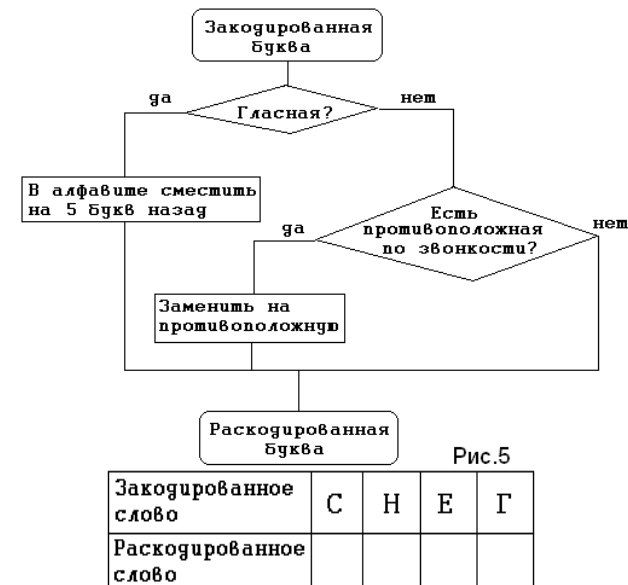 Закодированная
буква
да
нет
Гласная?
В алфавите сместить
на 5 букв назад
Есть
противоположная
по звонкости?
да
нет
Заменить на
противоположную
Раскодированная
буква
Рис.5
Закодированное
слово
С Н Е Г
Раскодированное
слово